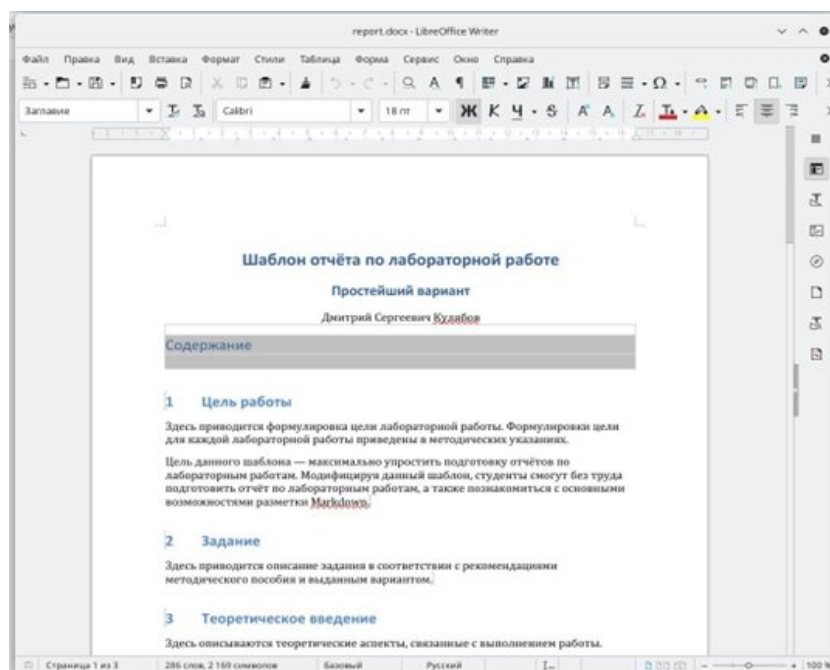 report.docx - LibreOffice Writer
Файл Правка Вид Вставка Формат Стили Таблица Форма Сервис Окно Справка
Заглавие Calibri 18 пт Ж К Ч S
Шаблон отчёта по лабораторной работе
Простейший вариант
Дмитрий Сергеевич Кулябов
Содержание
1 Цель работы
Здесь приводится формулировка цели лабораторной работы. Формулировки цели
для каждой лабораторной работы приведены в методических указаниях.
Цель данного шаблона — максимально упростить подготовку отчётов по
лабораторным работам. Модифицируя данный шаблон, студенты смогут без труда
подготовить отчёт по лабораторным работам, а также познакомиться с основными
возможностями разметки Markdown.
2 Задание
Здесь приводится описание задания в соответствии с рекомендациями
методического пособия и выданным вариантом.
3 Теоретическое введение
Здесь описываются теоретические аспекты, связанные с выполнением работы.
Страница 1 из 3 286 слов, 2 169 символов Базовый Русский 100